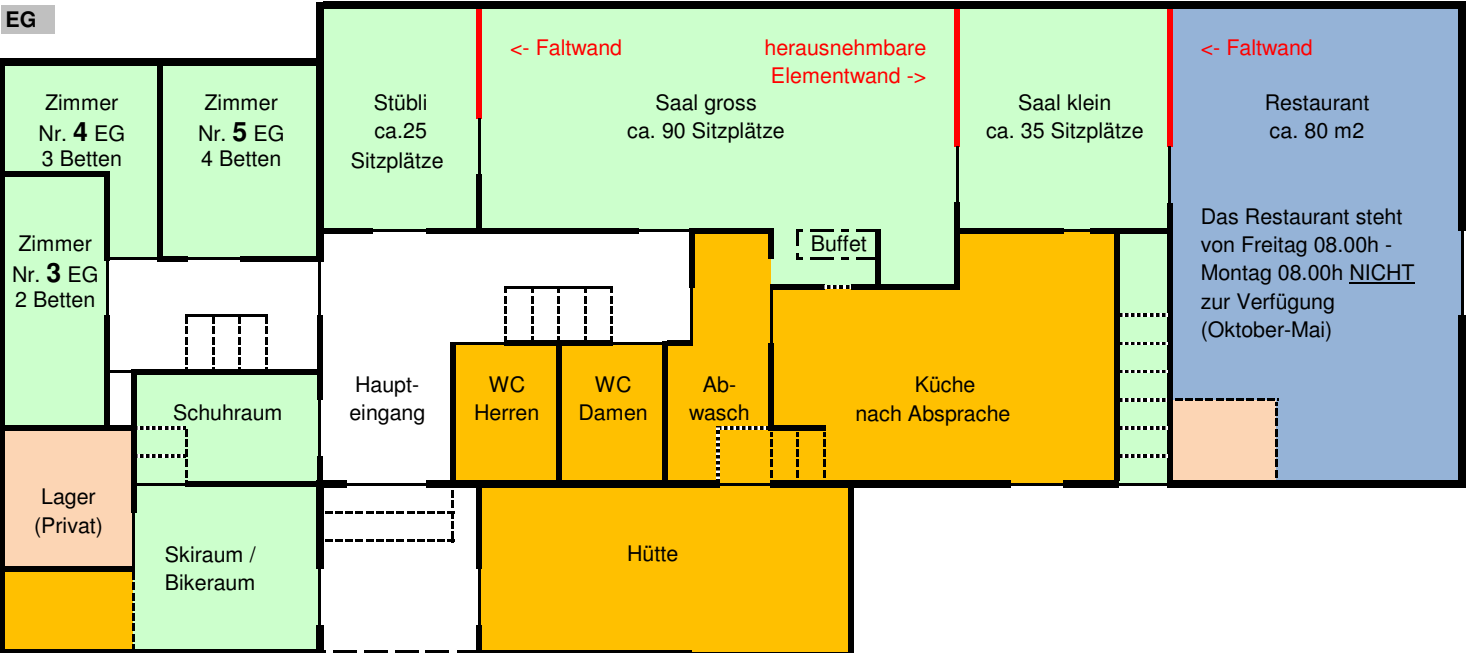 EG
<- Faltwand
herausnehmbare
Elementwand ->
<- Faltwand
Zimmer
Nr. 4 EG
3 Betten
Zimmer
Nr. 5 EG
4 Betten
Stübli
ca.25
Sitzplätze
Saal gross
ca. 90 Sitzplätze
Saal klein
ca. 35 Sitzplätze
Restaurant
ca. 80 m2
Das Restaurant steht
von Freitag 08.00h -
Montag 08.00h NICHT
zur Verfügung
(Oktober-Mai)
Zimmer
Nr. 3 EG
2 Betten
Buffet
Schuhraum
Haupt-
eingang
WC
Herren
WC
Damen
Ab-
wasch
Küche
nach Absprache
Lager
(Privat)
Skiraum /
Bikeraum
Hütte